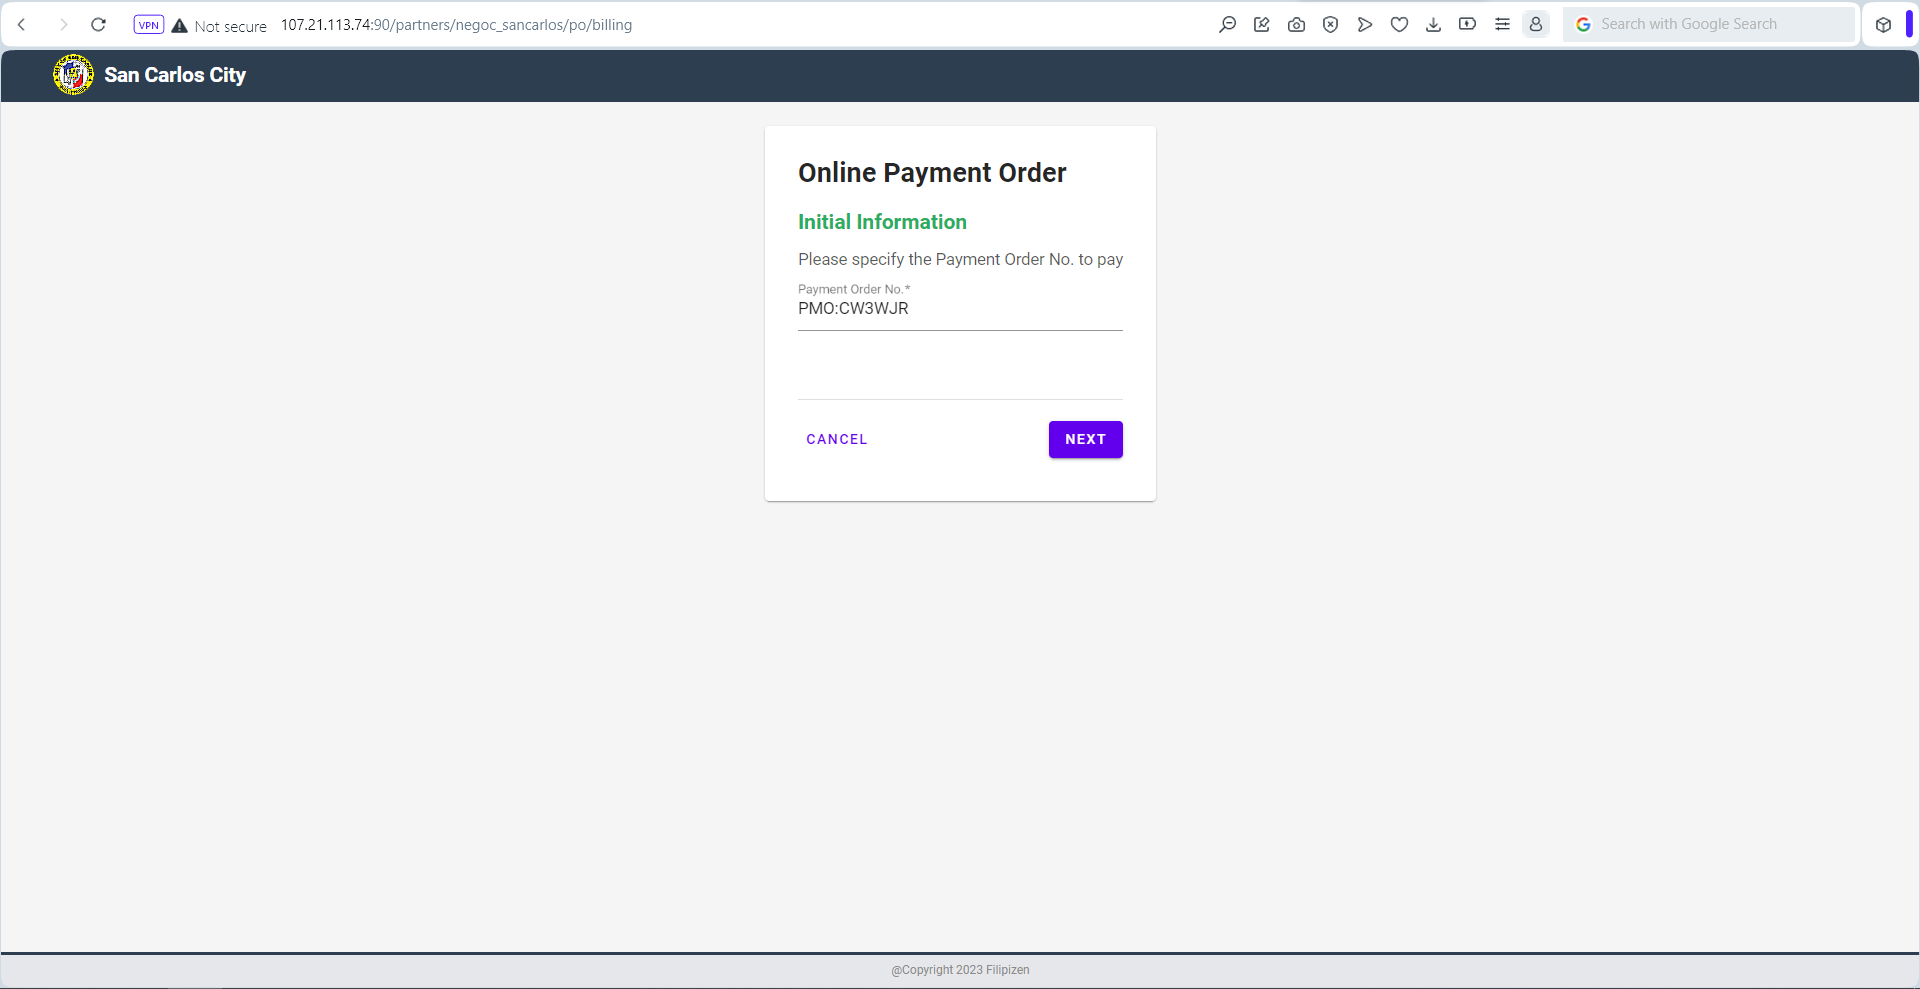 VPN Not secure 107.21.113.74:90/partners/negoc_sancarlos/po/billing Search with Google Search
San Carlos City
Online Payment Order
Initial Information
Please specify the Payment Order No. to pay
Payment Order No.*
PMO:CW3WJR
CANCEL NEXT
@Copyright 2023 Filipizen